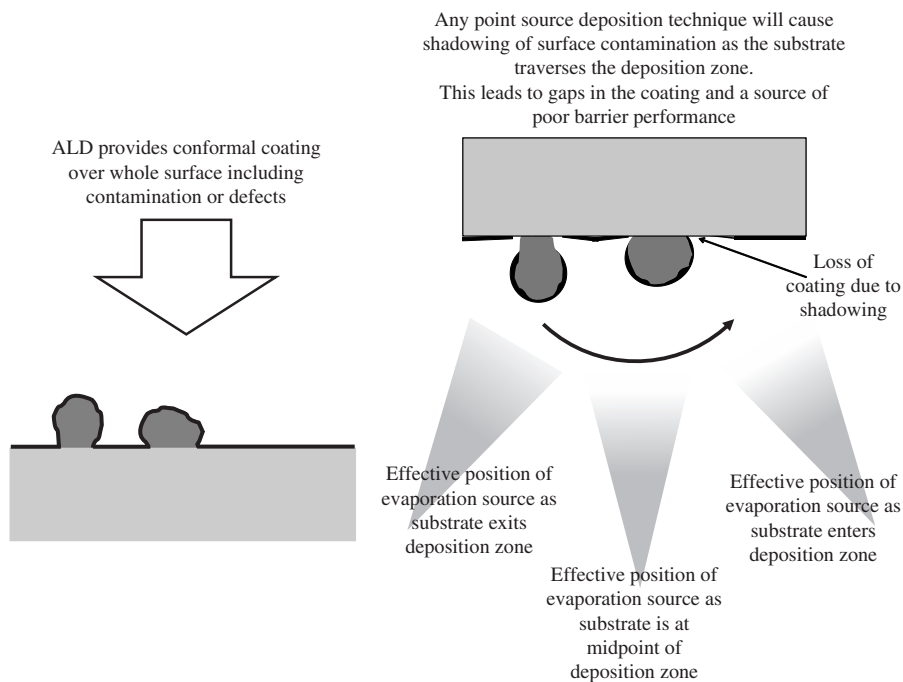 Any point source deposition technique will cause
shadowing of surface contamination as the substrate
traverses the deposition zone.
This leads to gaps in the coating and a source of
poor barrier performance
ALD provides conformal coating
over whole surface including
contamination or defects
Loss of
coating due to
shadowing
Effective position of
evaporation source as
substrate exits
deposition zone
Effective position of
evaporation source as
substrate is at
midpoint of
deposition zone
Effective position of
evaporation source as
substrate enters
deposition zone